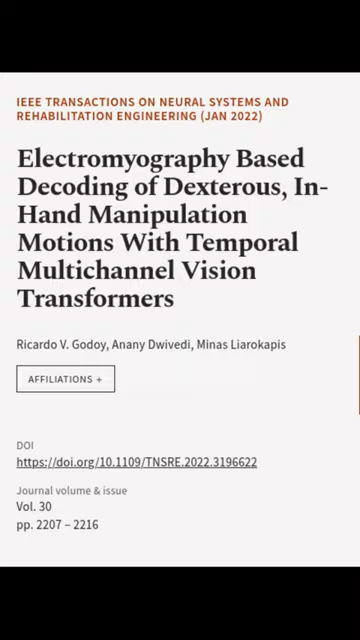 IEEE TRANSACTIONS ON NEURAL SYSTEMS AND
REHABILITATION ENGINEERING (JAN 2022)
Electromyography Based
Decoding of Dexterous, In-
Hand Manipulation
Motions With Temporal
Multichannel Vision
Transformers
Ricardo V. Godoy, Anany Dwivedi, Minas Liarokapis
AFFILIATIONS +
DOI
https://doi.org/10.1109/TNSRE.2022.3196622
Journal volume & issue
Vol. 30
pp. 2207 – 2216